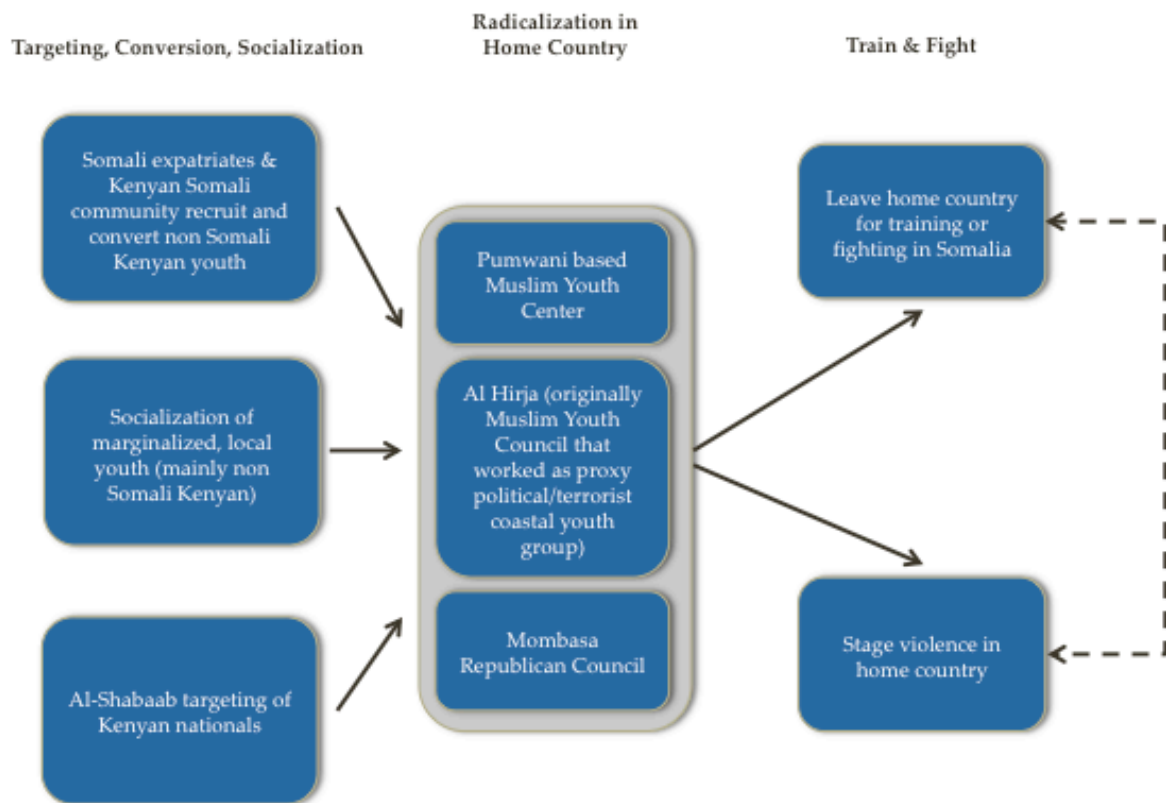 Targeting, Conversion, Socialization
Radicalization in
Home Country
Train & Fight
Somali expatriates &
Kenyan Somali
community recruit and
convert non Somali
Kenyan youth
Socialization of
marginalized, local
youth (mainly non
Somali Kenyan)
Al-Shabaab targeting of
Kenyan nationals
Pumwani based
Muslim Youth
Center
Al Hirja (originally
Muslim Youth
Council that
worked as proxy
political/terrorist
coastal youth
group)
Mombasa
Republican Council
Leave home country
for training or
fighting in Somalia
Stage violence in
home country